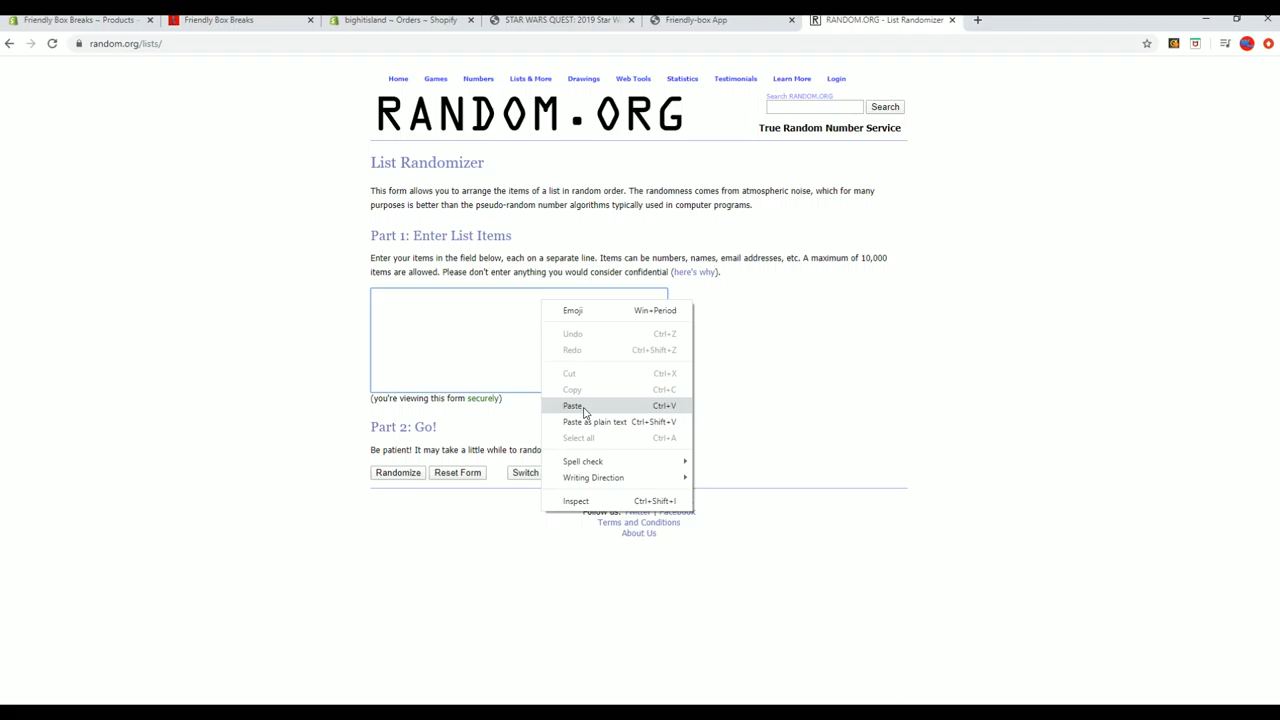 Friendly Box Breaks ~ Products -
Friendly Box Breaks
bighitisland ~ Orders ~ Shopify
STAR WARS QUEST: 2019 Star W
Friendly-box App
RANDOM.ORG - List Randomizer
random.org/lists/
Home Games Numbers Lists & More Drawings Web Tools Statistics Testimonials Learn More Login
RANDOM.ORG
Search RANDOM.ORG
Search
True Random Number Service
List Randomizer
This form allows you to arrange the items of a list in random order. The randomness comes from atmospheric noise, which for many
purposes is better than the pseudo-random number algorithms typically used in computer programs.
Part 1: Enter List Items
Enter your items in the field below, each on a separate line. Items can be numbers, names, email addresses, etc. A maximum of 10,000
items are allowed. Please don't enter anything you would consider confidential (here's why).
Emoji Win+Period
Undo Ctrl+Z
Redo Ctrl+Shift+Z
Cut Ctrl+X
Copy Ctrl+C
Paste Ctrl+V
Paste as plain text Ctrl+Shift+V
Select all Ctrl+A
Spell check
Writing Direction
Inspect Ctrl+Shift+I
(you're viewing this form securely)
Part 2: Go!
Be patient! It may take a little while to rando
Randomize Reset Form Switch
Follow us: Twitter | Facebook
Terms and Conditions
About Us